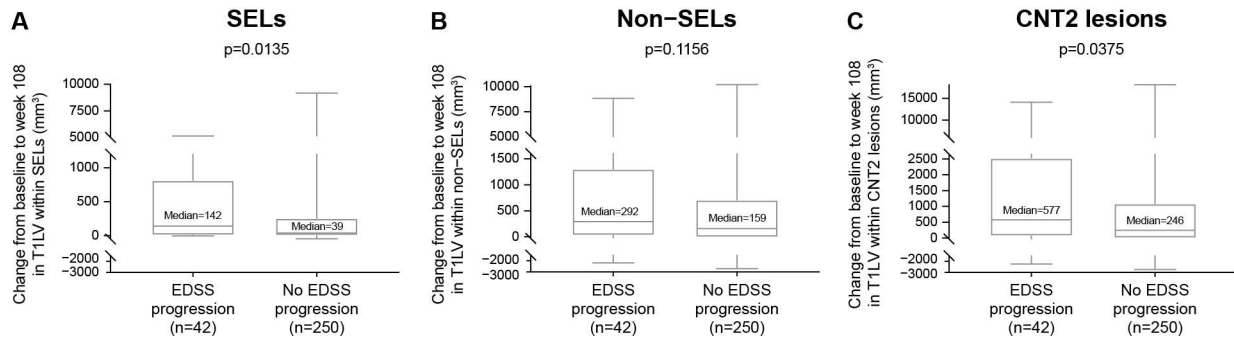 A
SELs
p=0.0135
Change from baseline to week 108
in T1LV within SELs (mm³)
10000
5000
1000
500
0
−2000
−3000
Median=142
Median=39
EDSS
progression
(n=42)
No EDSS
progression
(n=250)
B
Non−SELs
p=0.1156
Change from baseline to week 108
in T1LV within non−SELs (mm³)
10000
7500
5000
1500
1000
500
0
−2000
−3000
Median=292
Median=159
EDSS
progression
(n=42)
No EDSS
progression
(n=250)
C
CNT2 lesions
p=0.0375
Change from baseline to week 108
in T1LV within CNT2 lesions (mm³)
15000
10000
2500
2000
1500
1000
500
0
−2000
−3000
Median=577
Median=246
EDSS
progression
(n=42)
No EDSS
progression
(n=250)